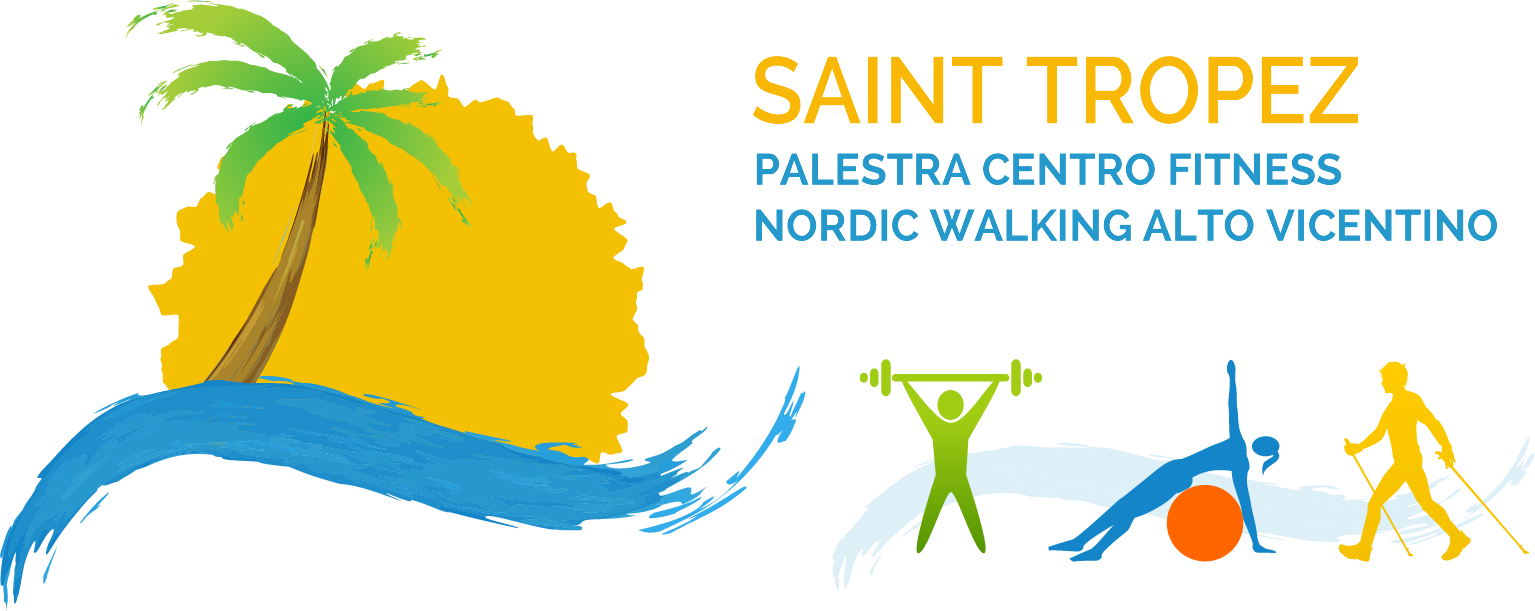 SAINT TROPEZ
PALESTRA CENTRO FITNESS
NORDIC WALKING ALTO VICENTINO